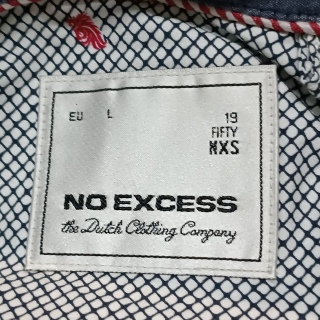 EU L 19
FIFTY
NXS
NO EXCESS
the Dutch Clothing Company